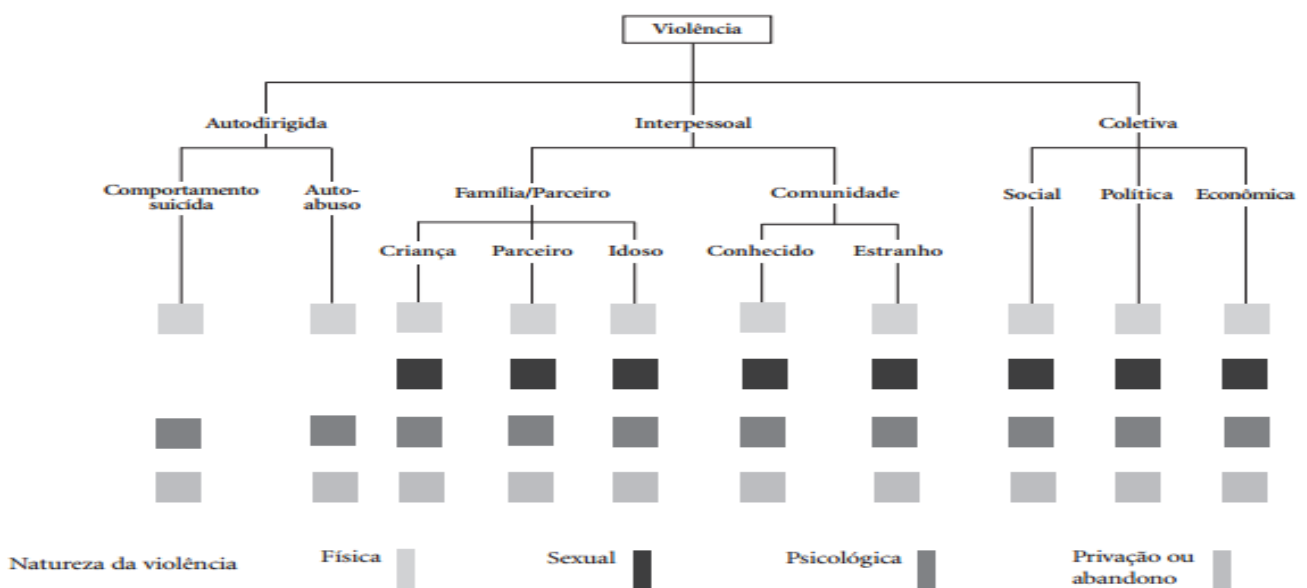 Violência
Autodirigida Interpessoal Coletiva
Comportamento suicída Auto-abuso Família/Parceiro Comunidade Social Política Econômica
Criança Parceiro Idoso Conhecido Estranho
Natureza da violência Física Sexual Psicológica Privação ou
abandono